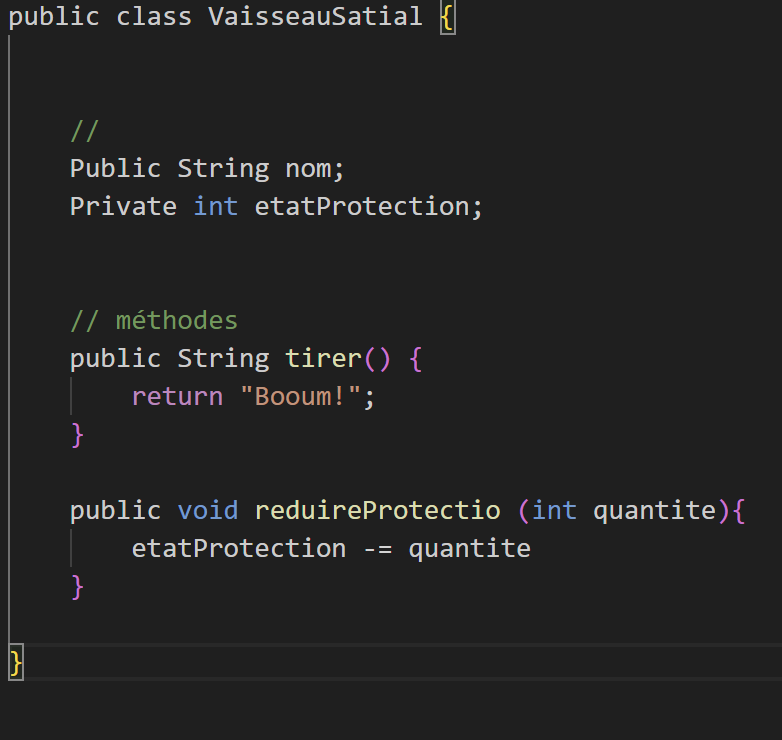 public class VaisseauSatial {
//
Public String nom;
Private int etatProtection;
// méthodes
public String tirer() {
return "Booum!";
}
public void reduireProtectio (int quantite){
etatProtection -= quantite
}
}